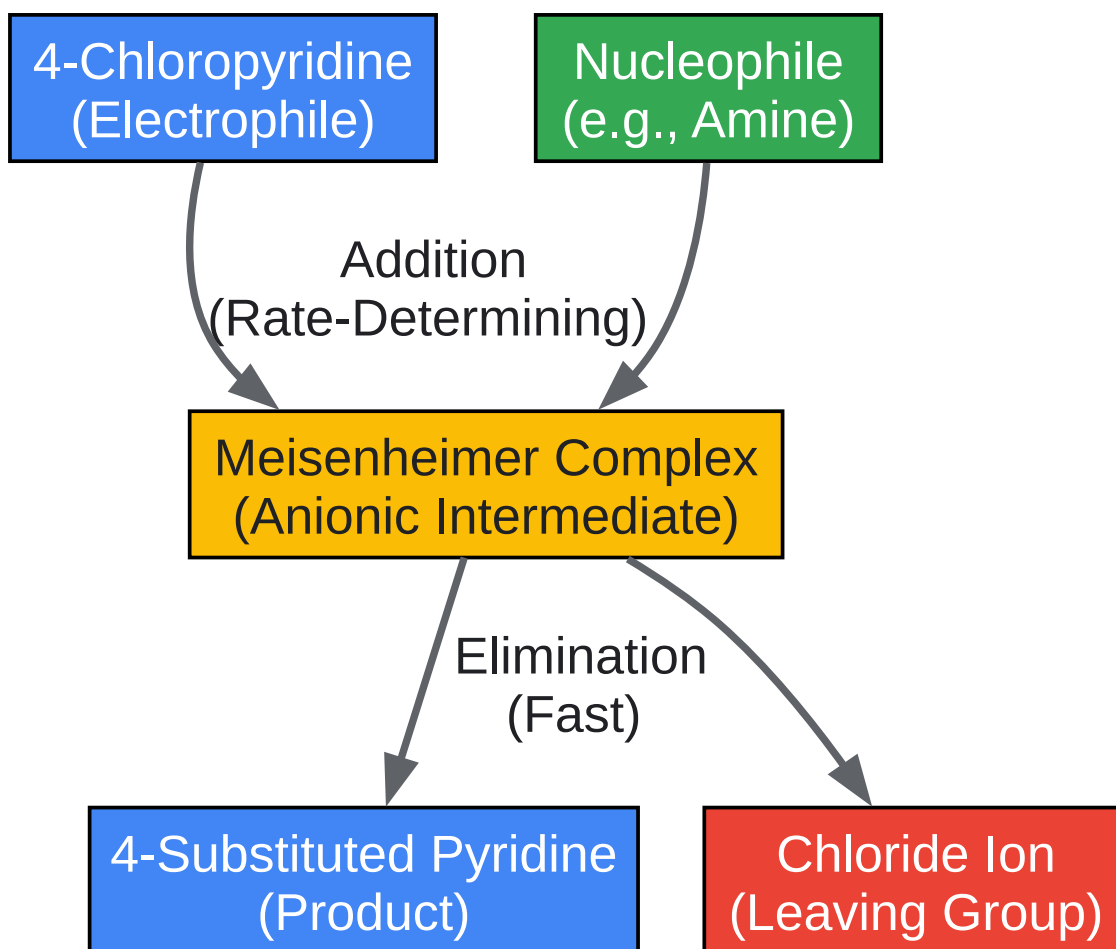 4-Chloropyridine
(Electrophile)
Nucleophile
(e.g., Amine)
Addition
(Rate-Determining)
Meisenheimer Complex
(Anionic Intermediate)
Elimination
(Fast)
4-Substituted Pyridine
(Product)
Chloride Ion
(Leaving Group)